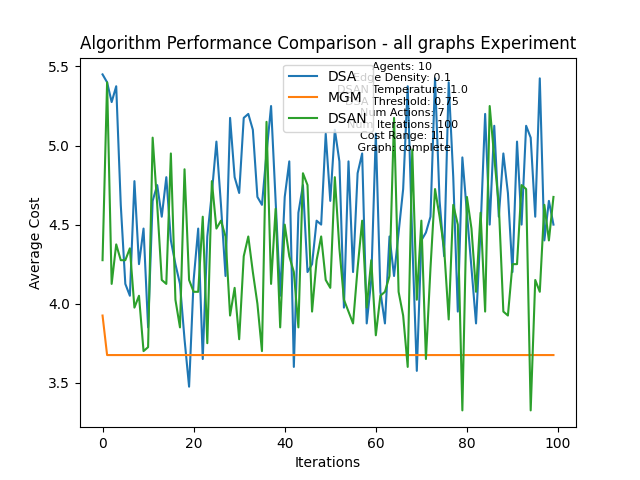 Algorithm Performance Comparison - all graphs Experiment
Agents: 10
Edge Density: 0.1
DSAN Temperature: 1.0
DSA Threshold: 0.75
Num Actions: 7
Num Iterations: 100
Cost Range: 11
Graph: complete
DSA
MGM
DSAN
5.5
5.0
4.5
4.0
3.5
Average Cost
0 20 40 60 80 100
Iterations